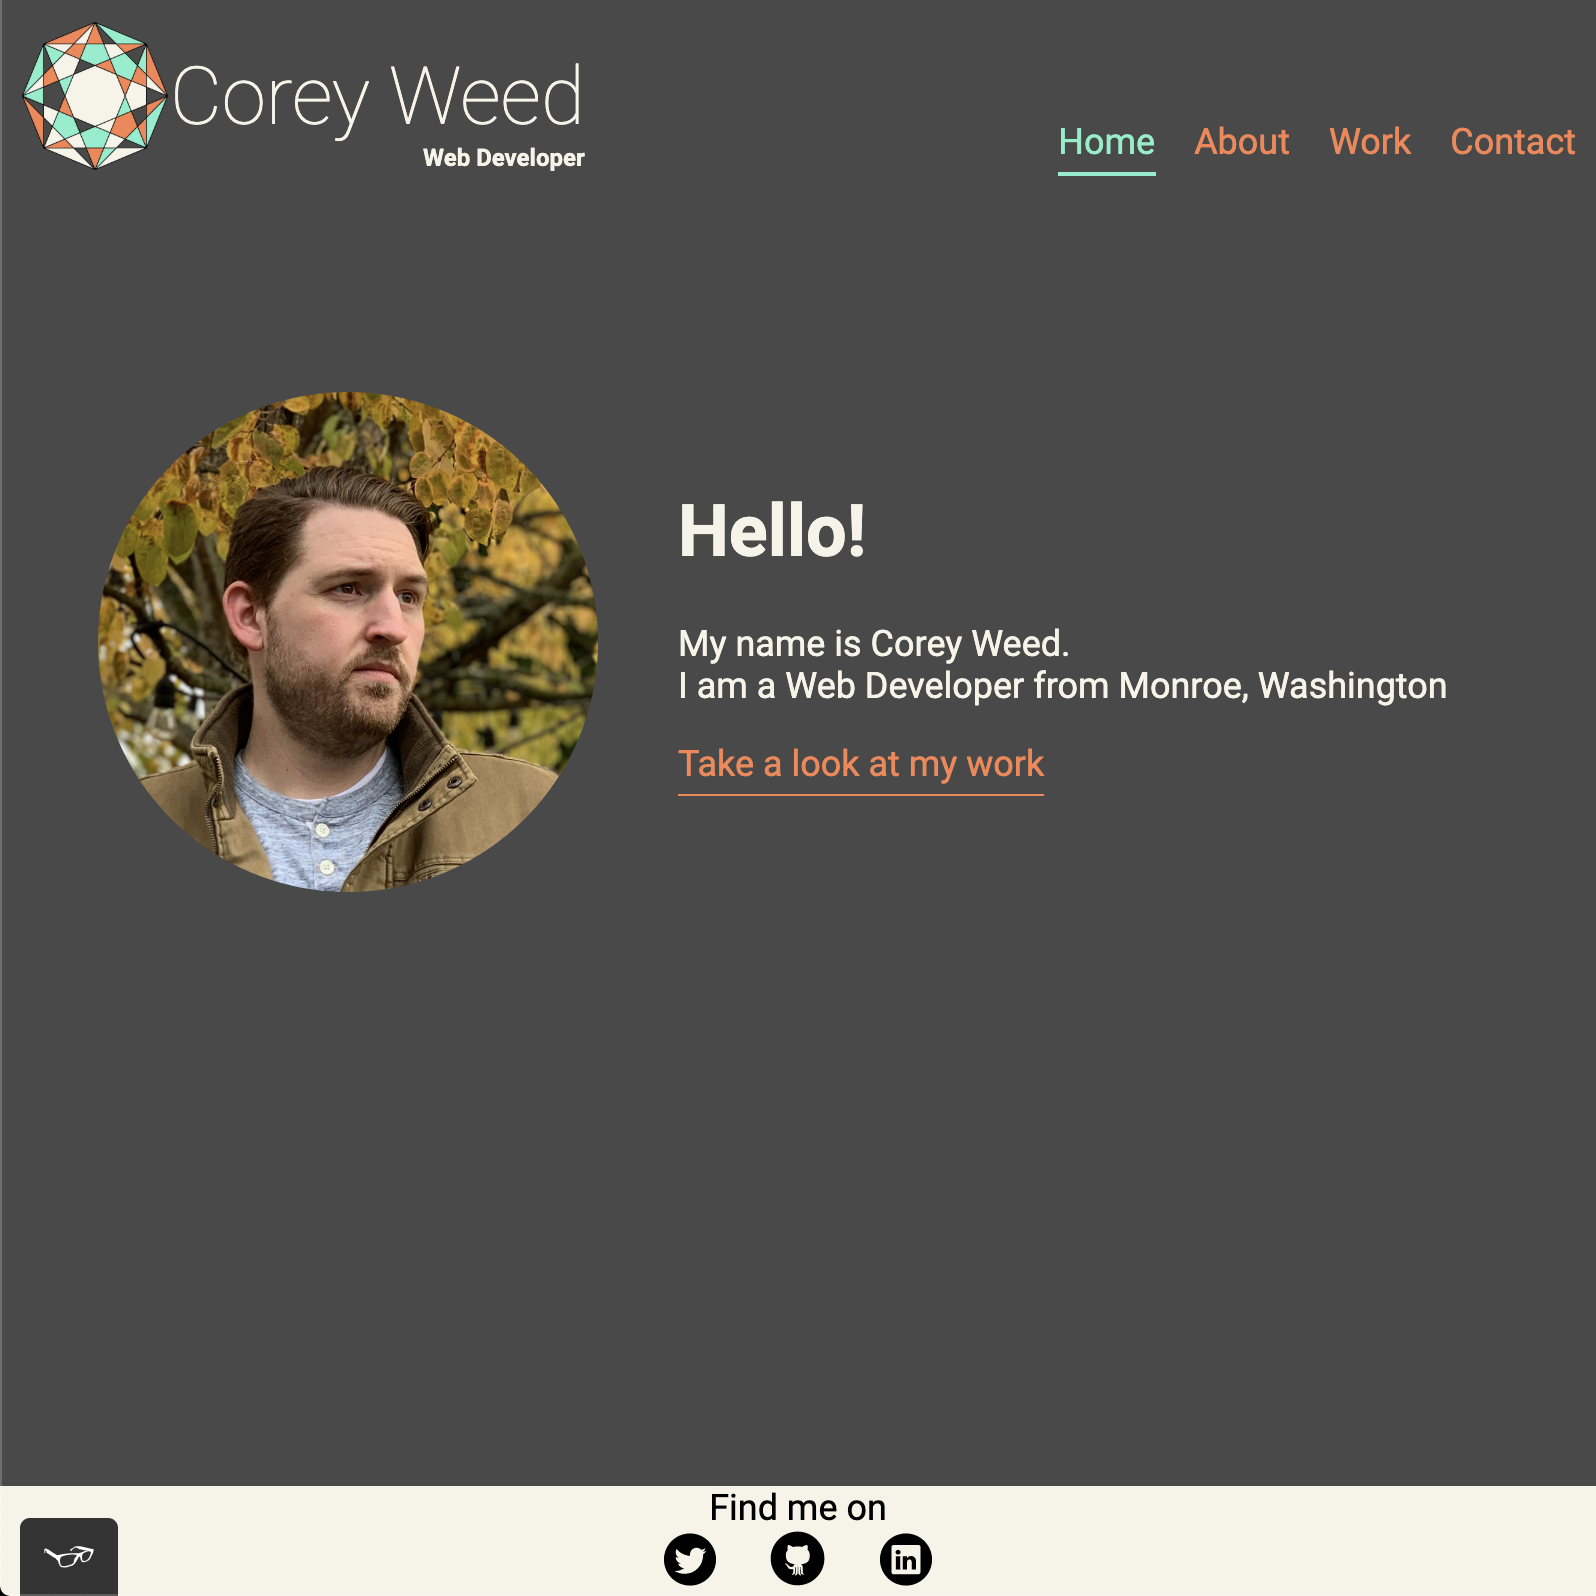 Corey Weed
Web Developer
Home About Work Contact
Hello!
My name is Corey Weed.
I am a Web Developer from Monroe, Washington
Take a look at my work
Find me on
in